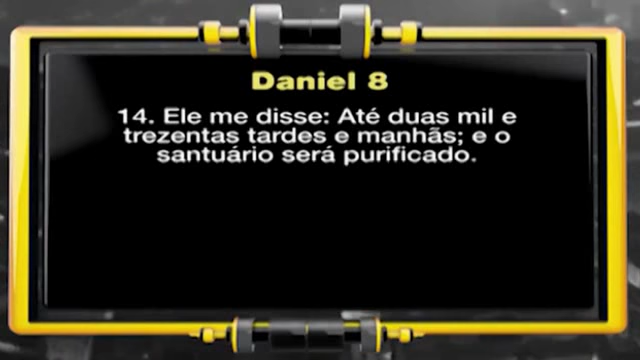 Daniel 8
14. Ele me disse: Até duas mil e
trezentas tardes e manhãs; e o
santuário será purificado.